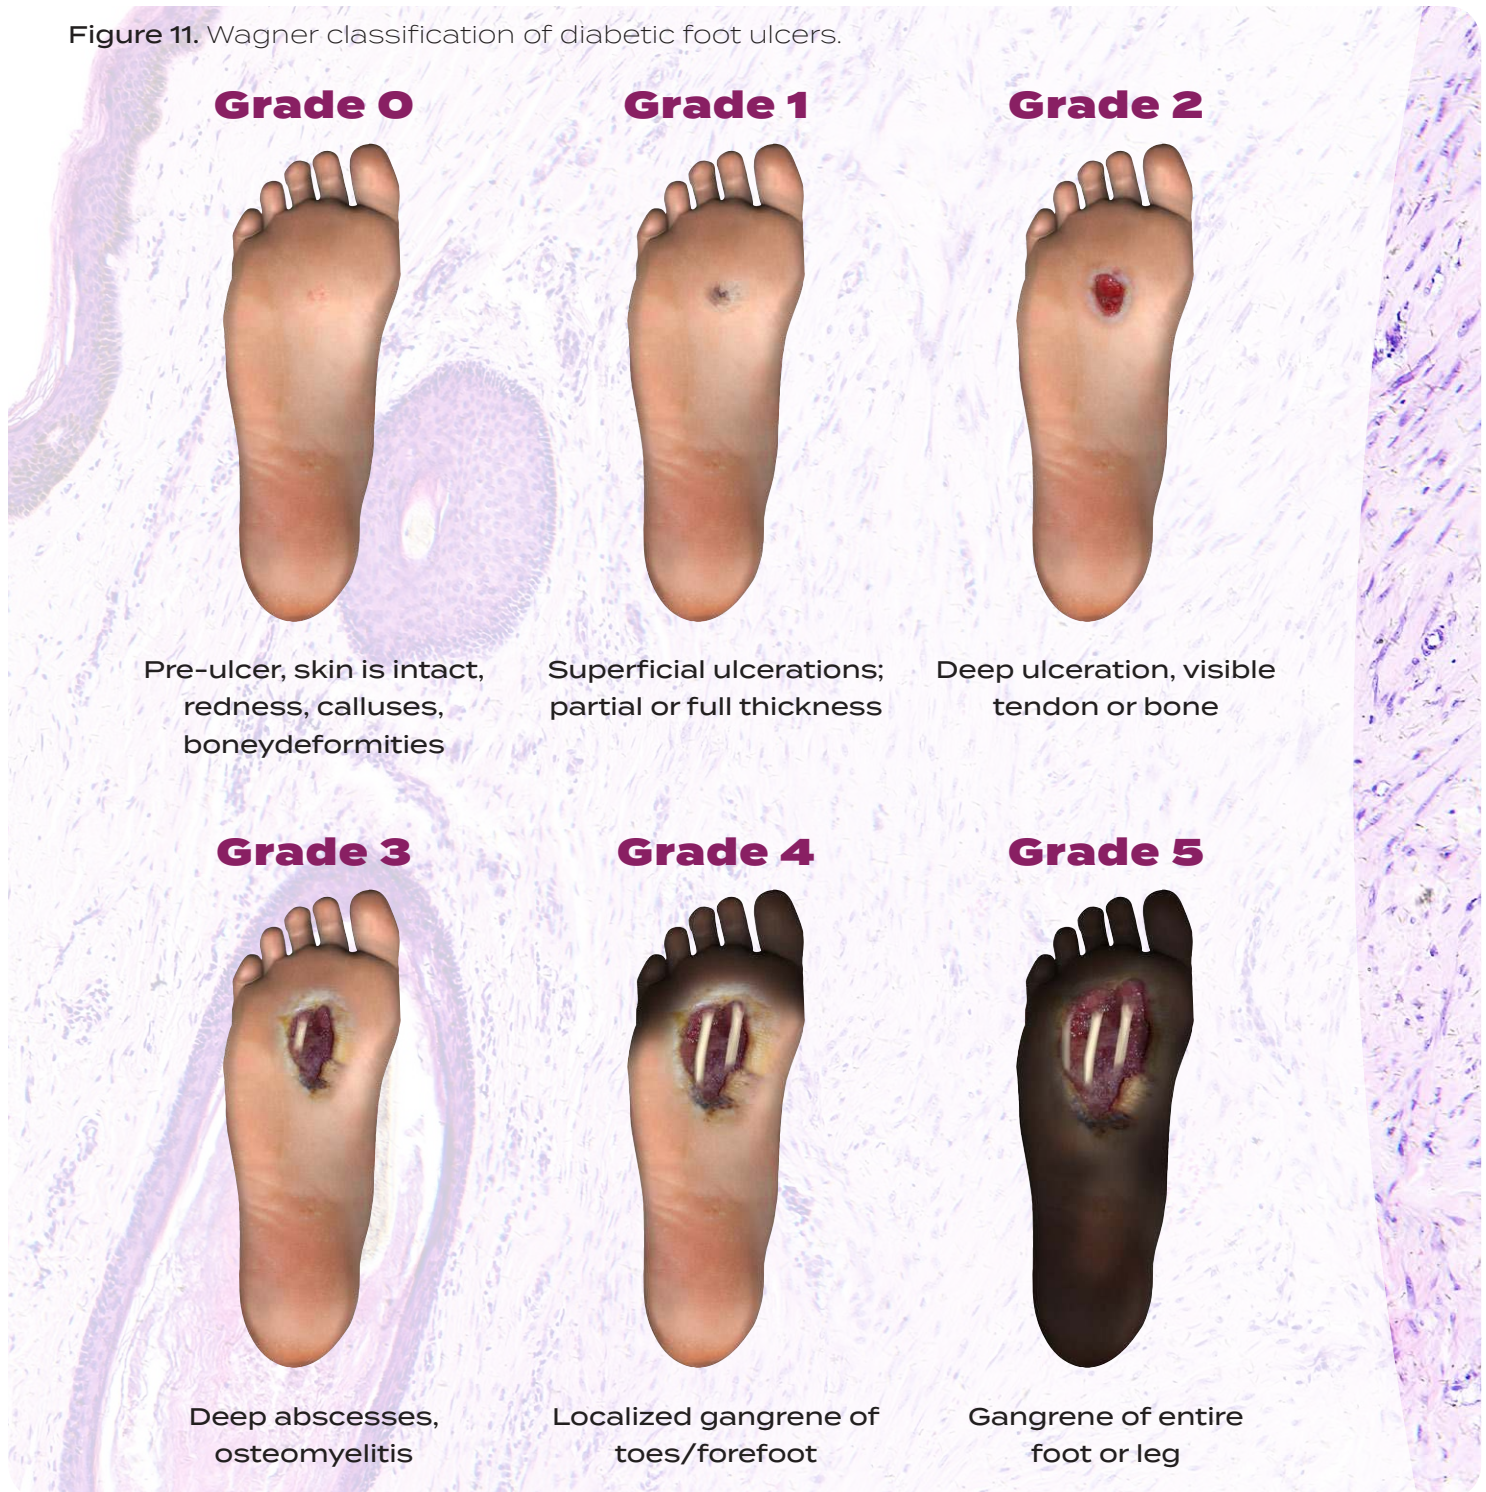 Figure 11. Wagner classification of diabetic foot ulcers.
Grade 0
Grade 1
Grade 2
Pre-ulcer, skin is intact,
redness, calluses,
boneydeformities
Superficial ulcerations;
partial or full thickness
Deep ulceration, visible
tendon or bone
Grade 3
Grade 4
Grade 5
Deep abscesses,
osteomyelitis
Localized gangrene of
toes/forefoot
Gangrene of entire
foot or leg